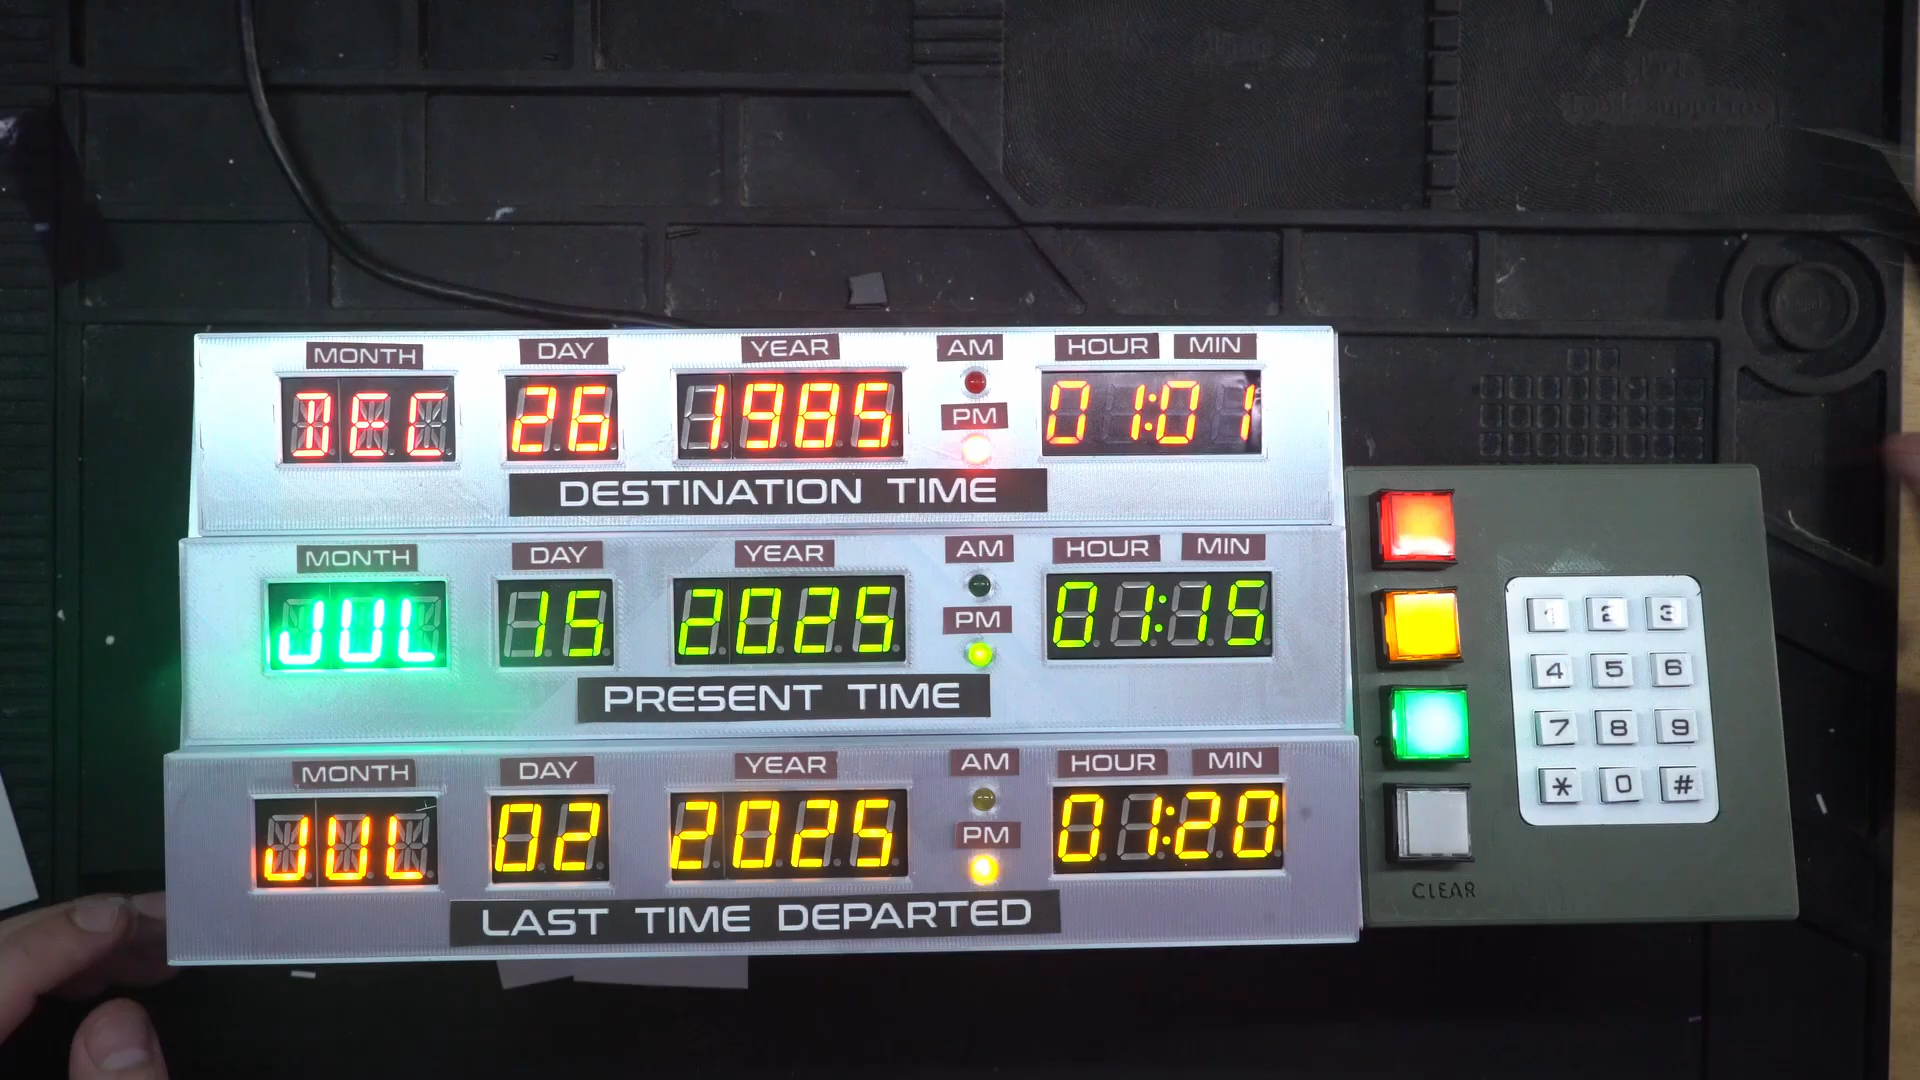 MONTH DAY YEAR AM HOUR MIN
DEC 26 1985 PM 01:01
DESTINATION TIME
MONTH DAY YEAR AM HOUR MIN
JUL 15 2025 PM 01:15
PRESENT TIME
MONTH DAY YEAR AM HOUR MIN
JUL 02 2025 PM 01:20
LAST TIME DEPARTED
1 2 3
4 5 6
7 8 9
* 0 #
CLEAR